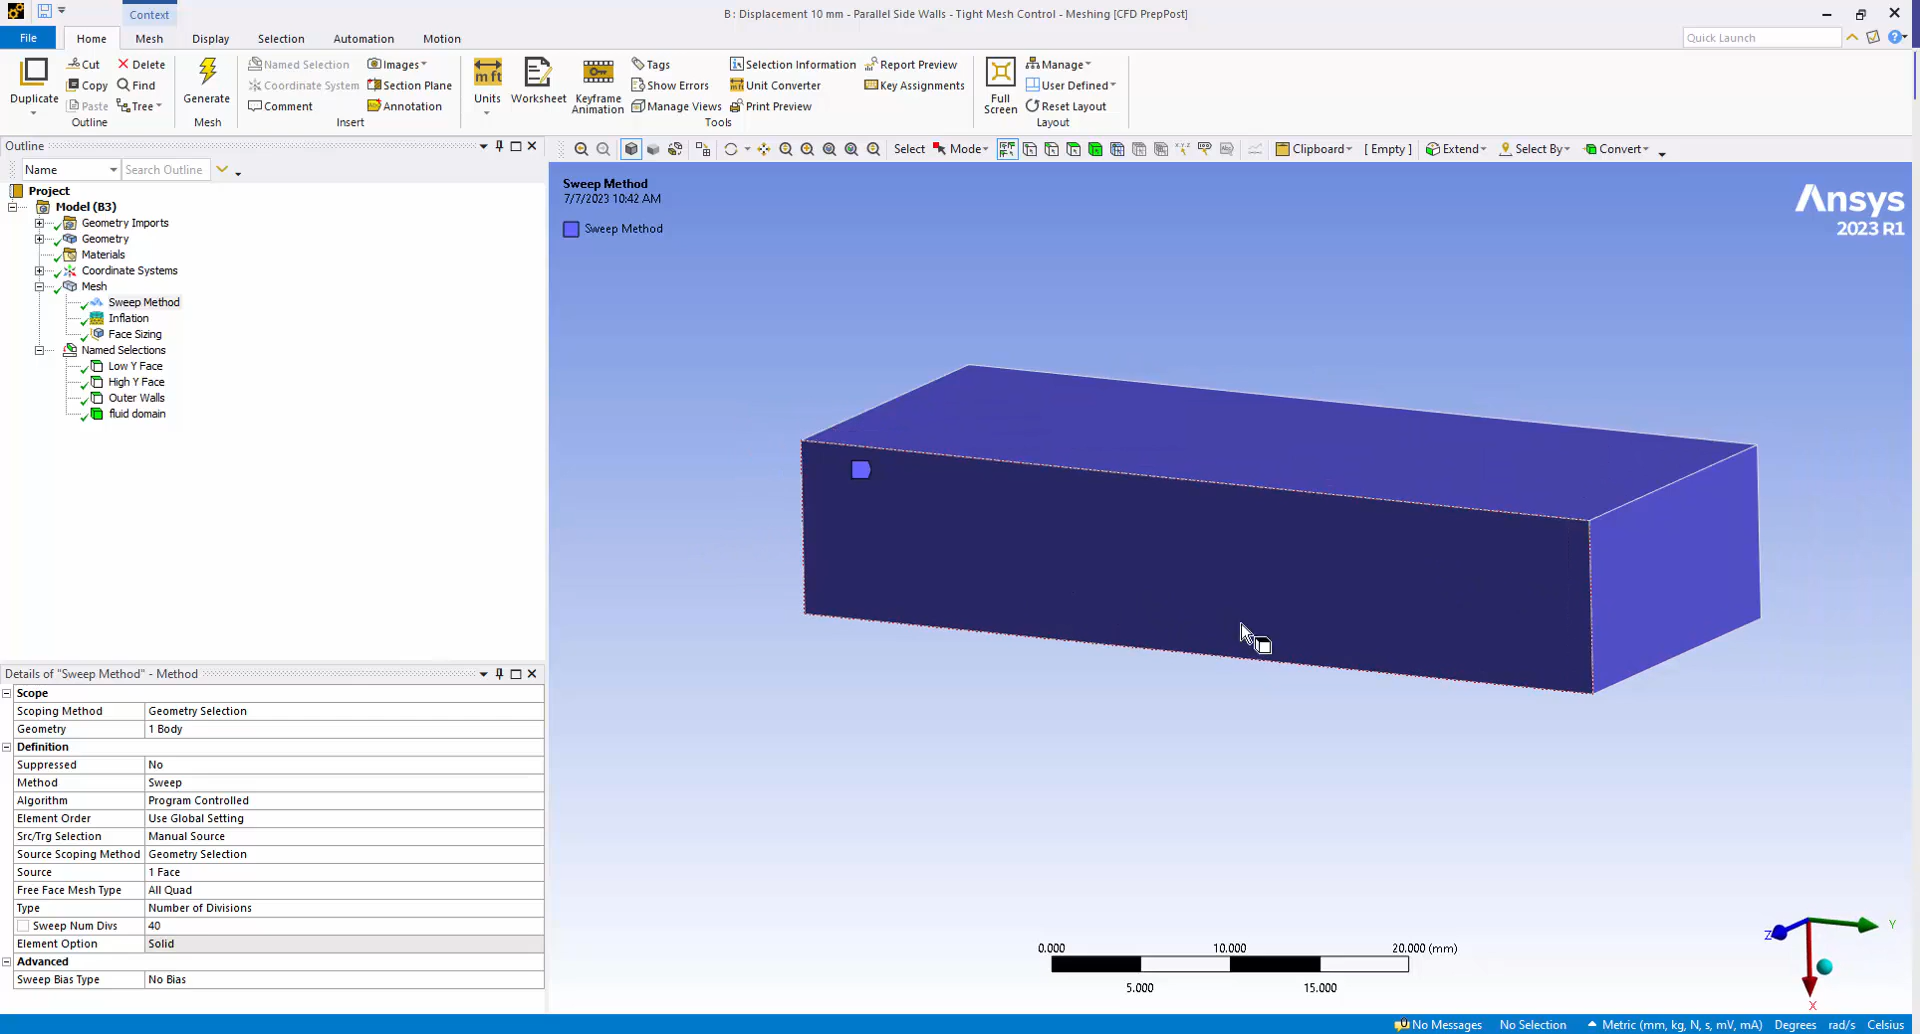 Context
B : Displacement 10 mm - Parallel Side Walls - Tight Mesh Control - Meshing [CFD PrepPost]
File Home Mesh Display Selection Automation Motion
Quick Launch
Duplicate
Outline
Cut
Copy
Paste
Delete
Find
Tree
Generate
Mesh
Named Selection
Coordinate System
Comment
Images
Section Plane
Annotation
Insert
Units
Worksheet
Keyframe
Animation
Tags
Show Errors
Manage Views
Selection Information
Unit Converter
Print Preview
Report Preview
Key Assignments
Tools
Full
Screen
Manage
User Defined
Reset Layout
Layout
Outline
Name
Search Outline
Project
Model (B3)
Geometry Imports
Geometry
Materials
Coordinate Systems
Mesh
Sweep Method
Inflation
Face Sizing
Named Selections
Low Y Face
High Y Face
Outer Walls
fluid domain
Select Mode Clipboard [ Empty ] Extend Select By Convert
Sweep Method
7/7/2023 10:42 AM
Sweep Method
Ansys
2023 R1
Details of "Sweep Method" - Method
Scope
Scoping Method Geometry Selection
Geometry 1 Body
Definition
Suppressed No
Method Sweep
Algorithm Program Controlled
Element Order Use Global Setting
Src/Trg Selection Manual Source
Source Scoping Method Geometry Selection
Source 1 Face
Free Face Mesh Type All Quad
Type Number of Divisions
Sweep Num Divs 40
Element Option Solid
Advanced
Sweep Bias Type No Bias
0.000 10.000 20.000 (mm)
5.000 15.000
Z Y
X
No Messages No Selection Metric (mm, kg, N, s, mV, mA) Degrees rad/s Celsius